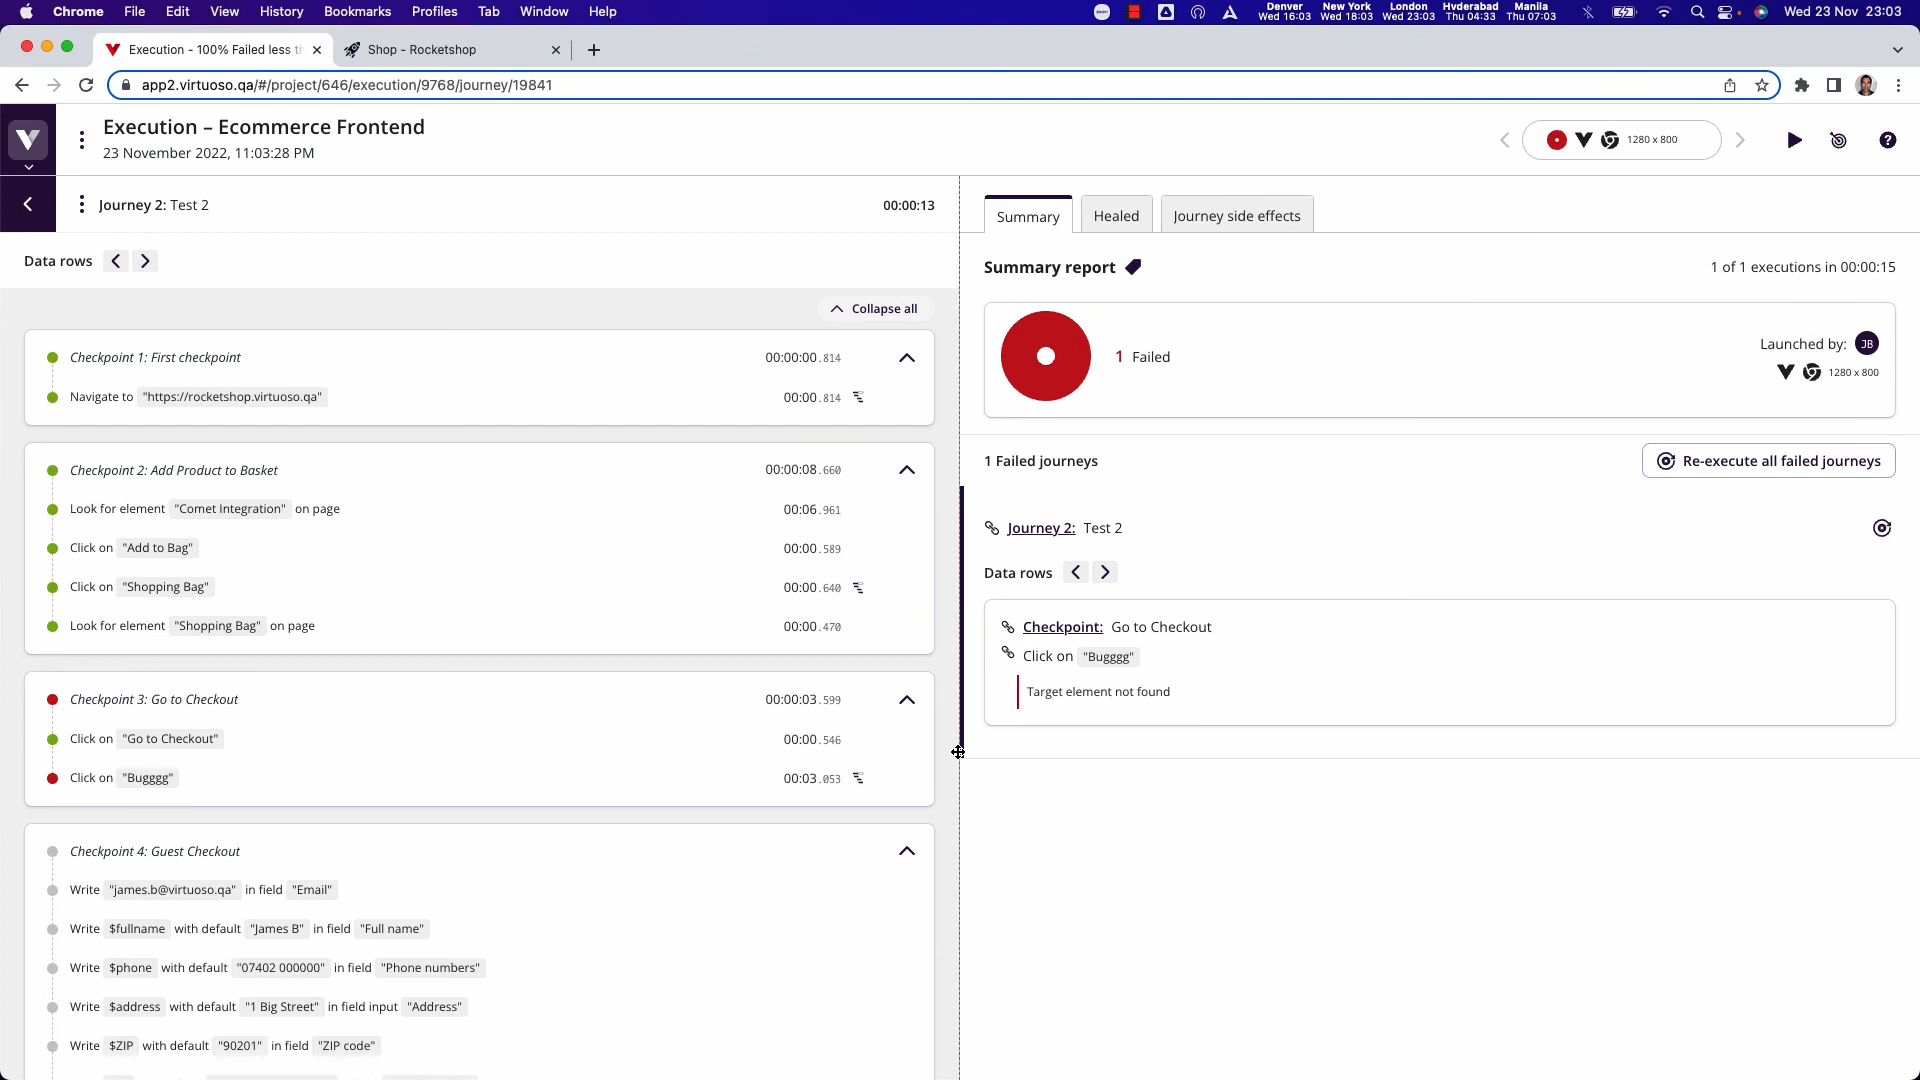 Chrome File Edit View History Bookmarks Profiles Tab Window Help
Denver Wed 16:03 New York Wed 18:03 London Wed 23:03 Hyderabad Thu 04:33 Manila Thu 07:03 Wed 23 Nov 23:03
Execution - 100% Failed less th
Shop - Rocketshop
app2.virtuoso.qa/#/project/646/execution/9768/journey/19841
Execution – Ecommerce Frontend
23 November 2022, 11:03:28 PM
1280 x 800
Journey 2: Test 2 00:00:13
Data rows
Collapse all
Checkpoint 1: First checkpoint 00:00:00.814
Navigate to "https://rocketshop.virtuoso.qa" 00:00.814
Checkpoint 2: Add Product to Basket 00:00:08.660
Look for element "Comet Integration" on page 00:06.961
Click on "Add to Bag" 00:00.589
Click on "Shopping Bag" 00:00.640
Look for element "Shopping Bag" on page 00:00.470
Checkpoint 3: Go to Checkout 00:00:03.599
Click on "Go to Checkout" 00:00.546
Click on "Bugggg" 00:03.053
Checkpoint 4: Guest Checkout
Write "james.b@virtuoso.qa" in field "Email"
Write $fullname with default "James B" in field "Full name"
Write $phone with default "07402 000000" in field "Phone numbers"
Write $address with default "1 Big Street" in field input "Address"
Write $ZIP with default "90201" in field "ZIP code"
Summary Healed Journey side effects
Summary report 1 of 1 executions in 00:00:15
1 Failed
Launched by: JB
1280 x 800
1 Failed journeys Re-execute all failed journeys
Journey 2: Test 2
Data rows
Checkpoint: Go to Checkout
Click on "Bugggg"
Target element not found